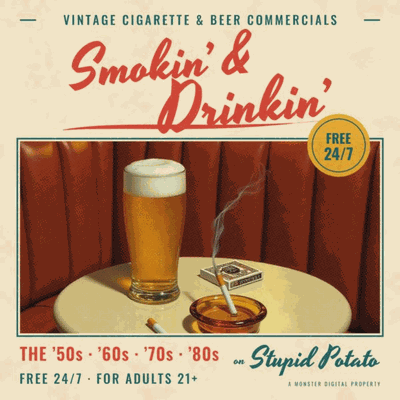 VINTAGE CIGARETTE & BEER COMMERCIALS
Smokin' &
Drinkin'
FREE
24/7
THE '50s · '60s · '70s · '80s
on Stupid Potato
FREE 24/7 · FOR ADULTS 21+
A MONSTER DIGITAL PROPERTY